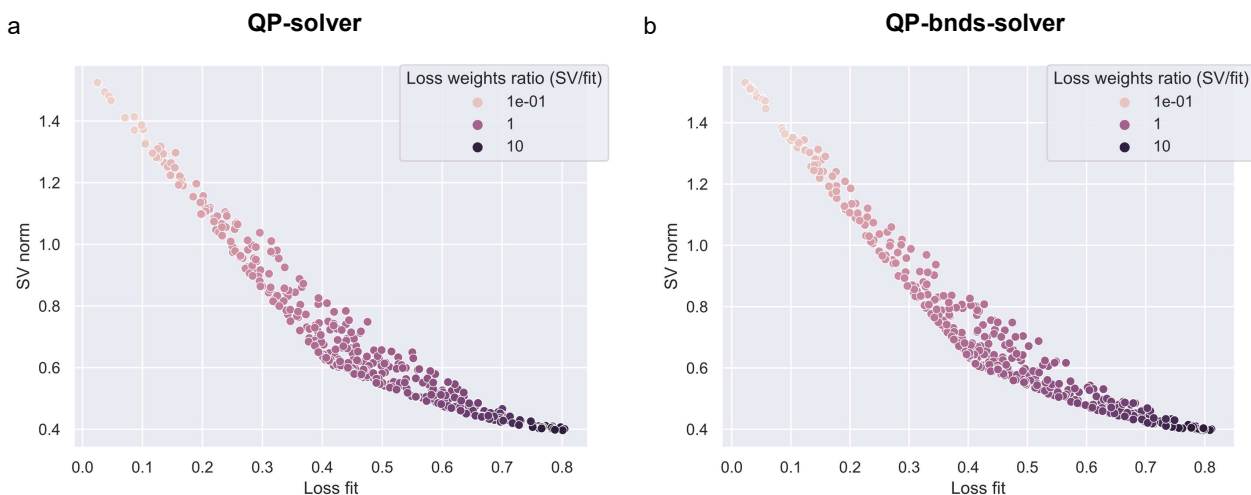 a
QP-solver
Loss weights ratio (SV/fit)
1e-01
1
10
1.4
1.2
1.0
0.8
0.6
0.4
SV norm
0.0 0.1 0.2 0.3 0.4 0.5 0.6 0.7 0.8
Loss fit
b
QP-bnds-solver
Loss weights ratio (SV/fit)
1e-01
1
10
1.4
1.2
1.0
0.8
0.6
0.4
SV norm
0.0 0.1 0.2 0.3 0.4 0.5 0.6 0.7 0.8
Loss fit